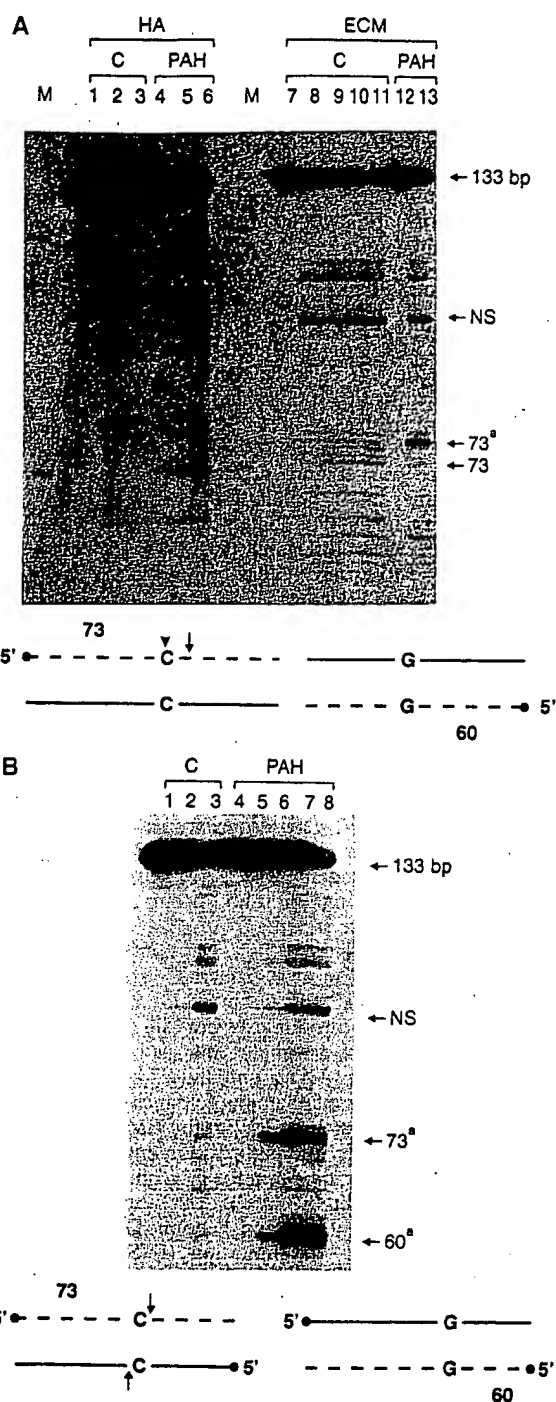 A
HA ECM
C PAH C PAH
M 1 2 3 4 5 6 M 7 8 9 10 11 12 13
←133 bp
←NS
←73ª
←73
73
5' C G
C G 5'
60
B
C PAH
1 2 3 4 5 6 7 8
←133 bp
←NS
←73ª
←60ª
73
5' C 5' G
C 5' G 5'
60